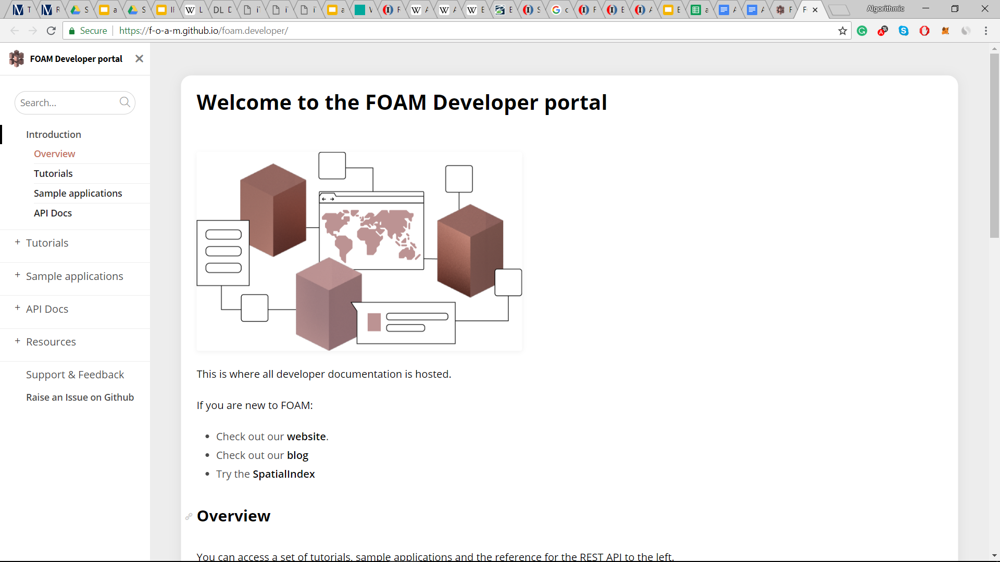 Algorithmic
Secure https://f-o-a-m.github.io/foam.developer/
FOAM Developer portal
Search...
Introduction
Overview
Tutorials
Sample applications
API Docs
+ Tutorials
+ Sample applications
+ API Docs
+ Resources
Support & Feedback
Raise an Issue on Github
Welcome to the FOAM Developer portal
This is where all developer documentation is hosted.
If you are new to FOAM:
• Check out our website.
• Check out our blog
• Try the SpatialIndex
Overview
You can access a set of tutorials, sample applications and the reference for the REST API to the left.